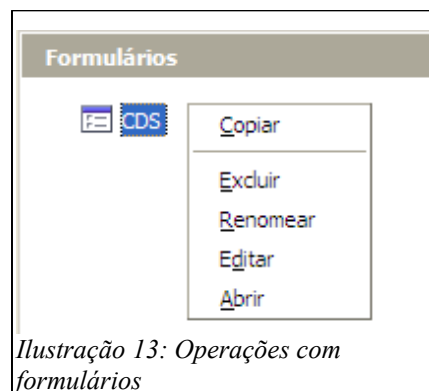 Formulários
CDS
Copiar
Excluir
Renomear
Editar
Abrir
Ilustração 13: Operações com
formulários